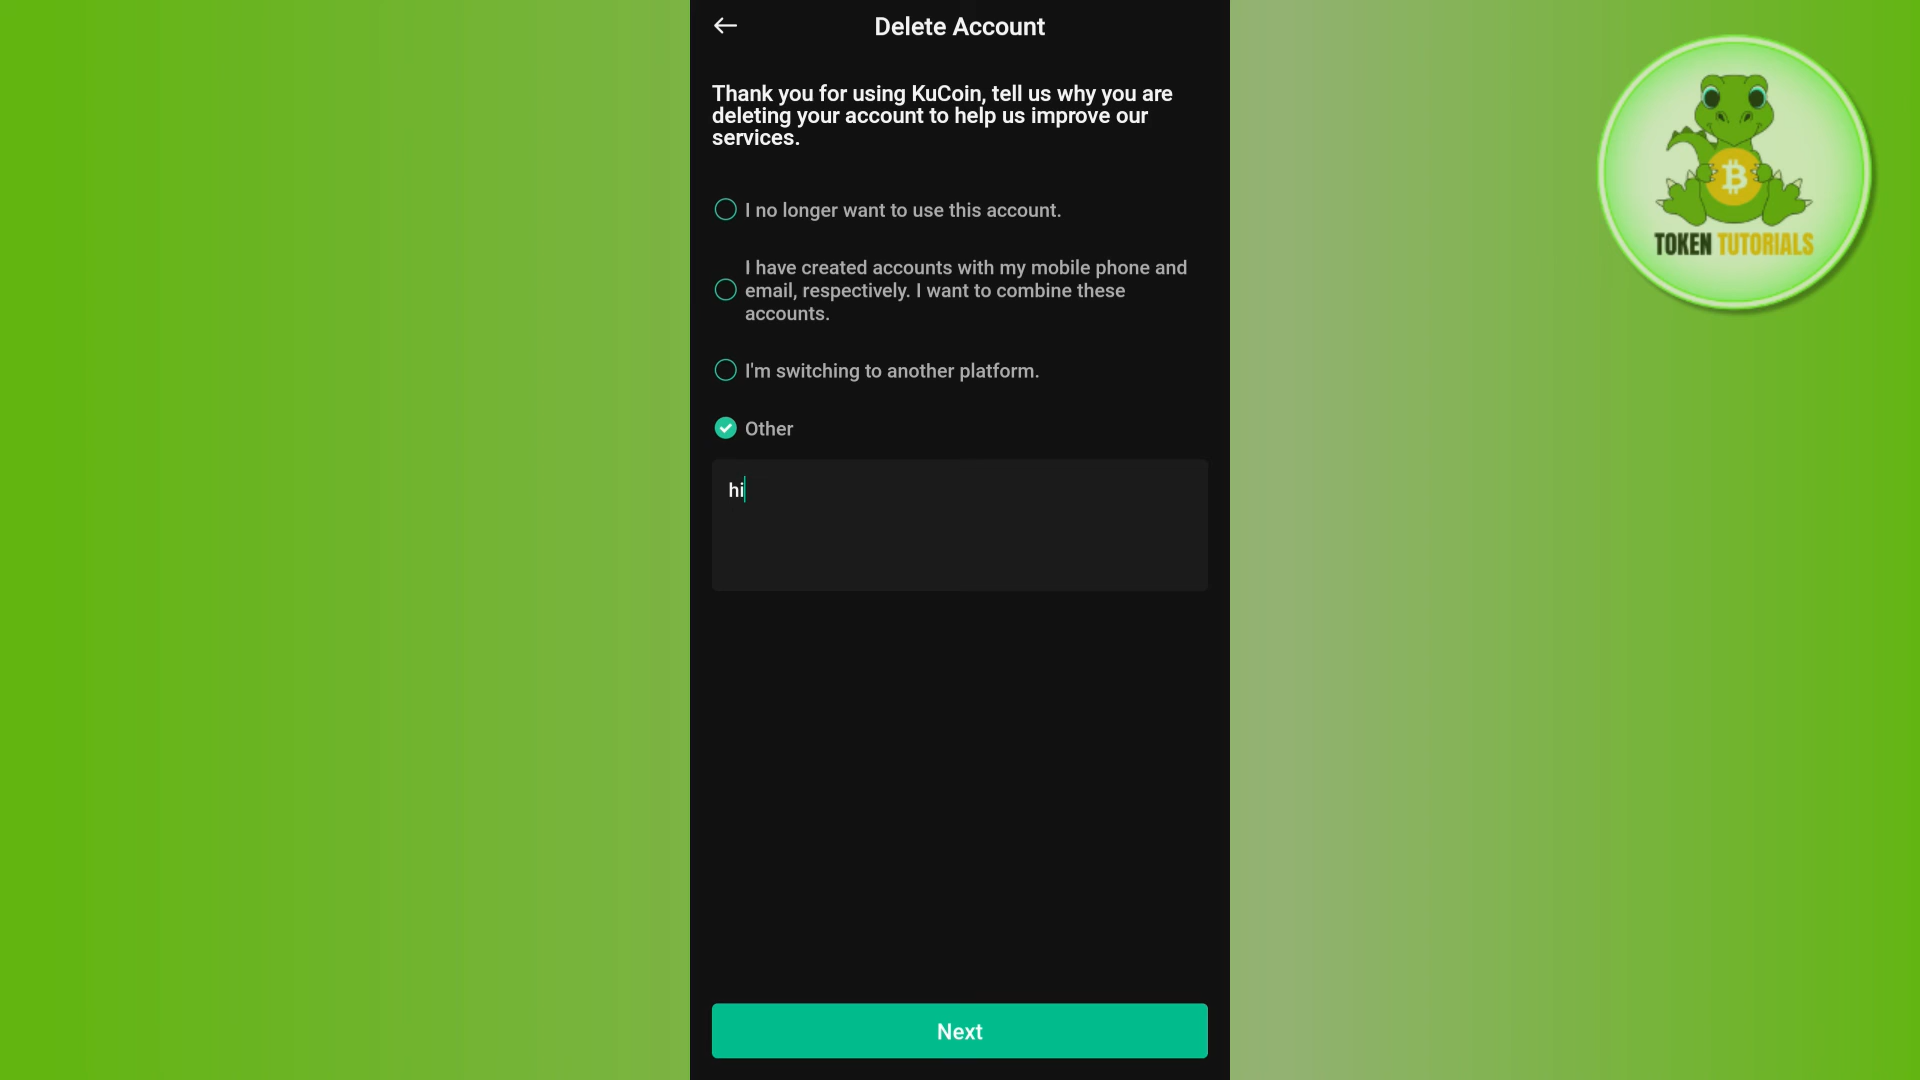 Delete Account
Thank you for using KuCoin, tell us why you are
deleting your account to help us improve our
services.
I no longer want to use this account.
I have created accounts with my mobile phone and
email, respectively. I want to combine these
accounts.
I'm switching to another platform.
Other
hi
Next
TOKEN TUTORIALS